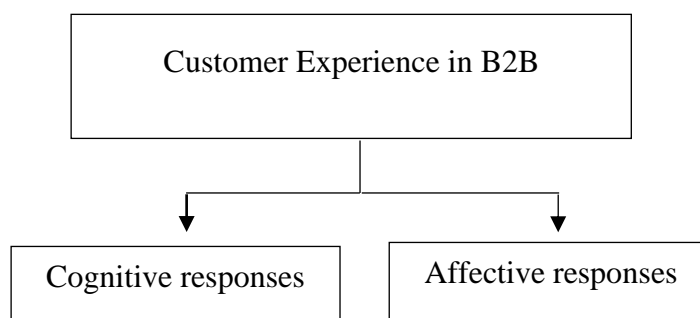 Customer Experience in B2B
Cognitive responses
Affective responses